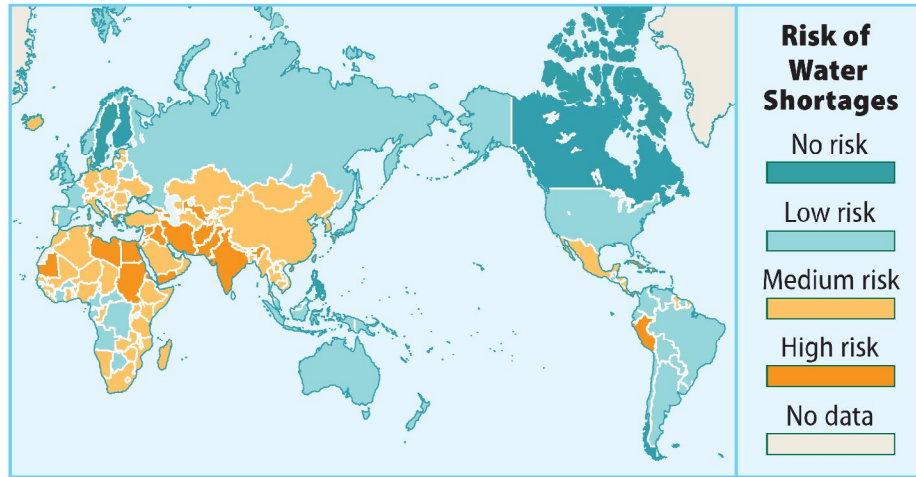 Risk of
Water
Shortages
No risk
Low risk
Medium risk
High risk
No data